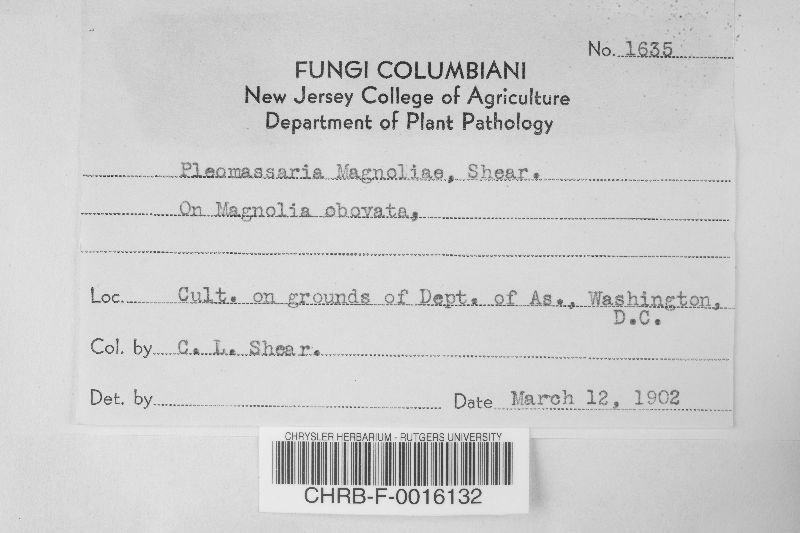 No. 1635
FUNGI COLUMBIANI
New Jersey College of Agriculture
Department of Plant Pathology
Pleomassaria Magnoliae, Shear.
On Magnolia obovata,
Loc. Cult. on grounds of Dept. of As., Washington,
D.C.
Col. by C. L. Shear.
Det. by
Date March 12, 1902
CHRYSLER HERBARIUM - RUTGERS UNIVERSITY
CHRB-F-0016132